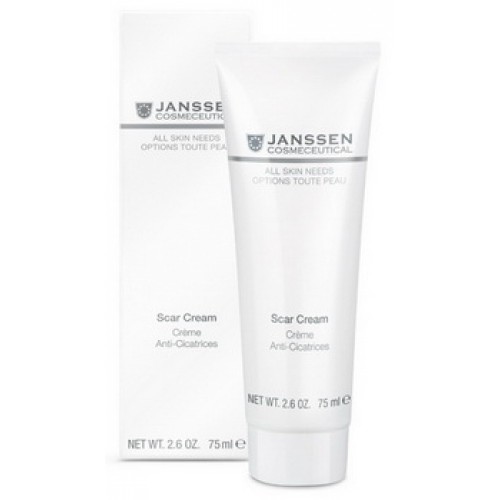 JANSSEN
COSMECEUTICAL
ALL SKIN NEEDS
OPTIONS TOUTE PEAU
Scar Cream
Crème
Anti-Cicatrices
NET WT. 2.6 OZ. 75 ml ℮
JANSSEN
COSMECEUTICAL
ALL SKIN NEEDS
OPTIONS TOUTE PEAU
Scar Cream
Crème
Anti-Cicatrices
NET WT. 2.6 OZ. 75 ml ℮